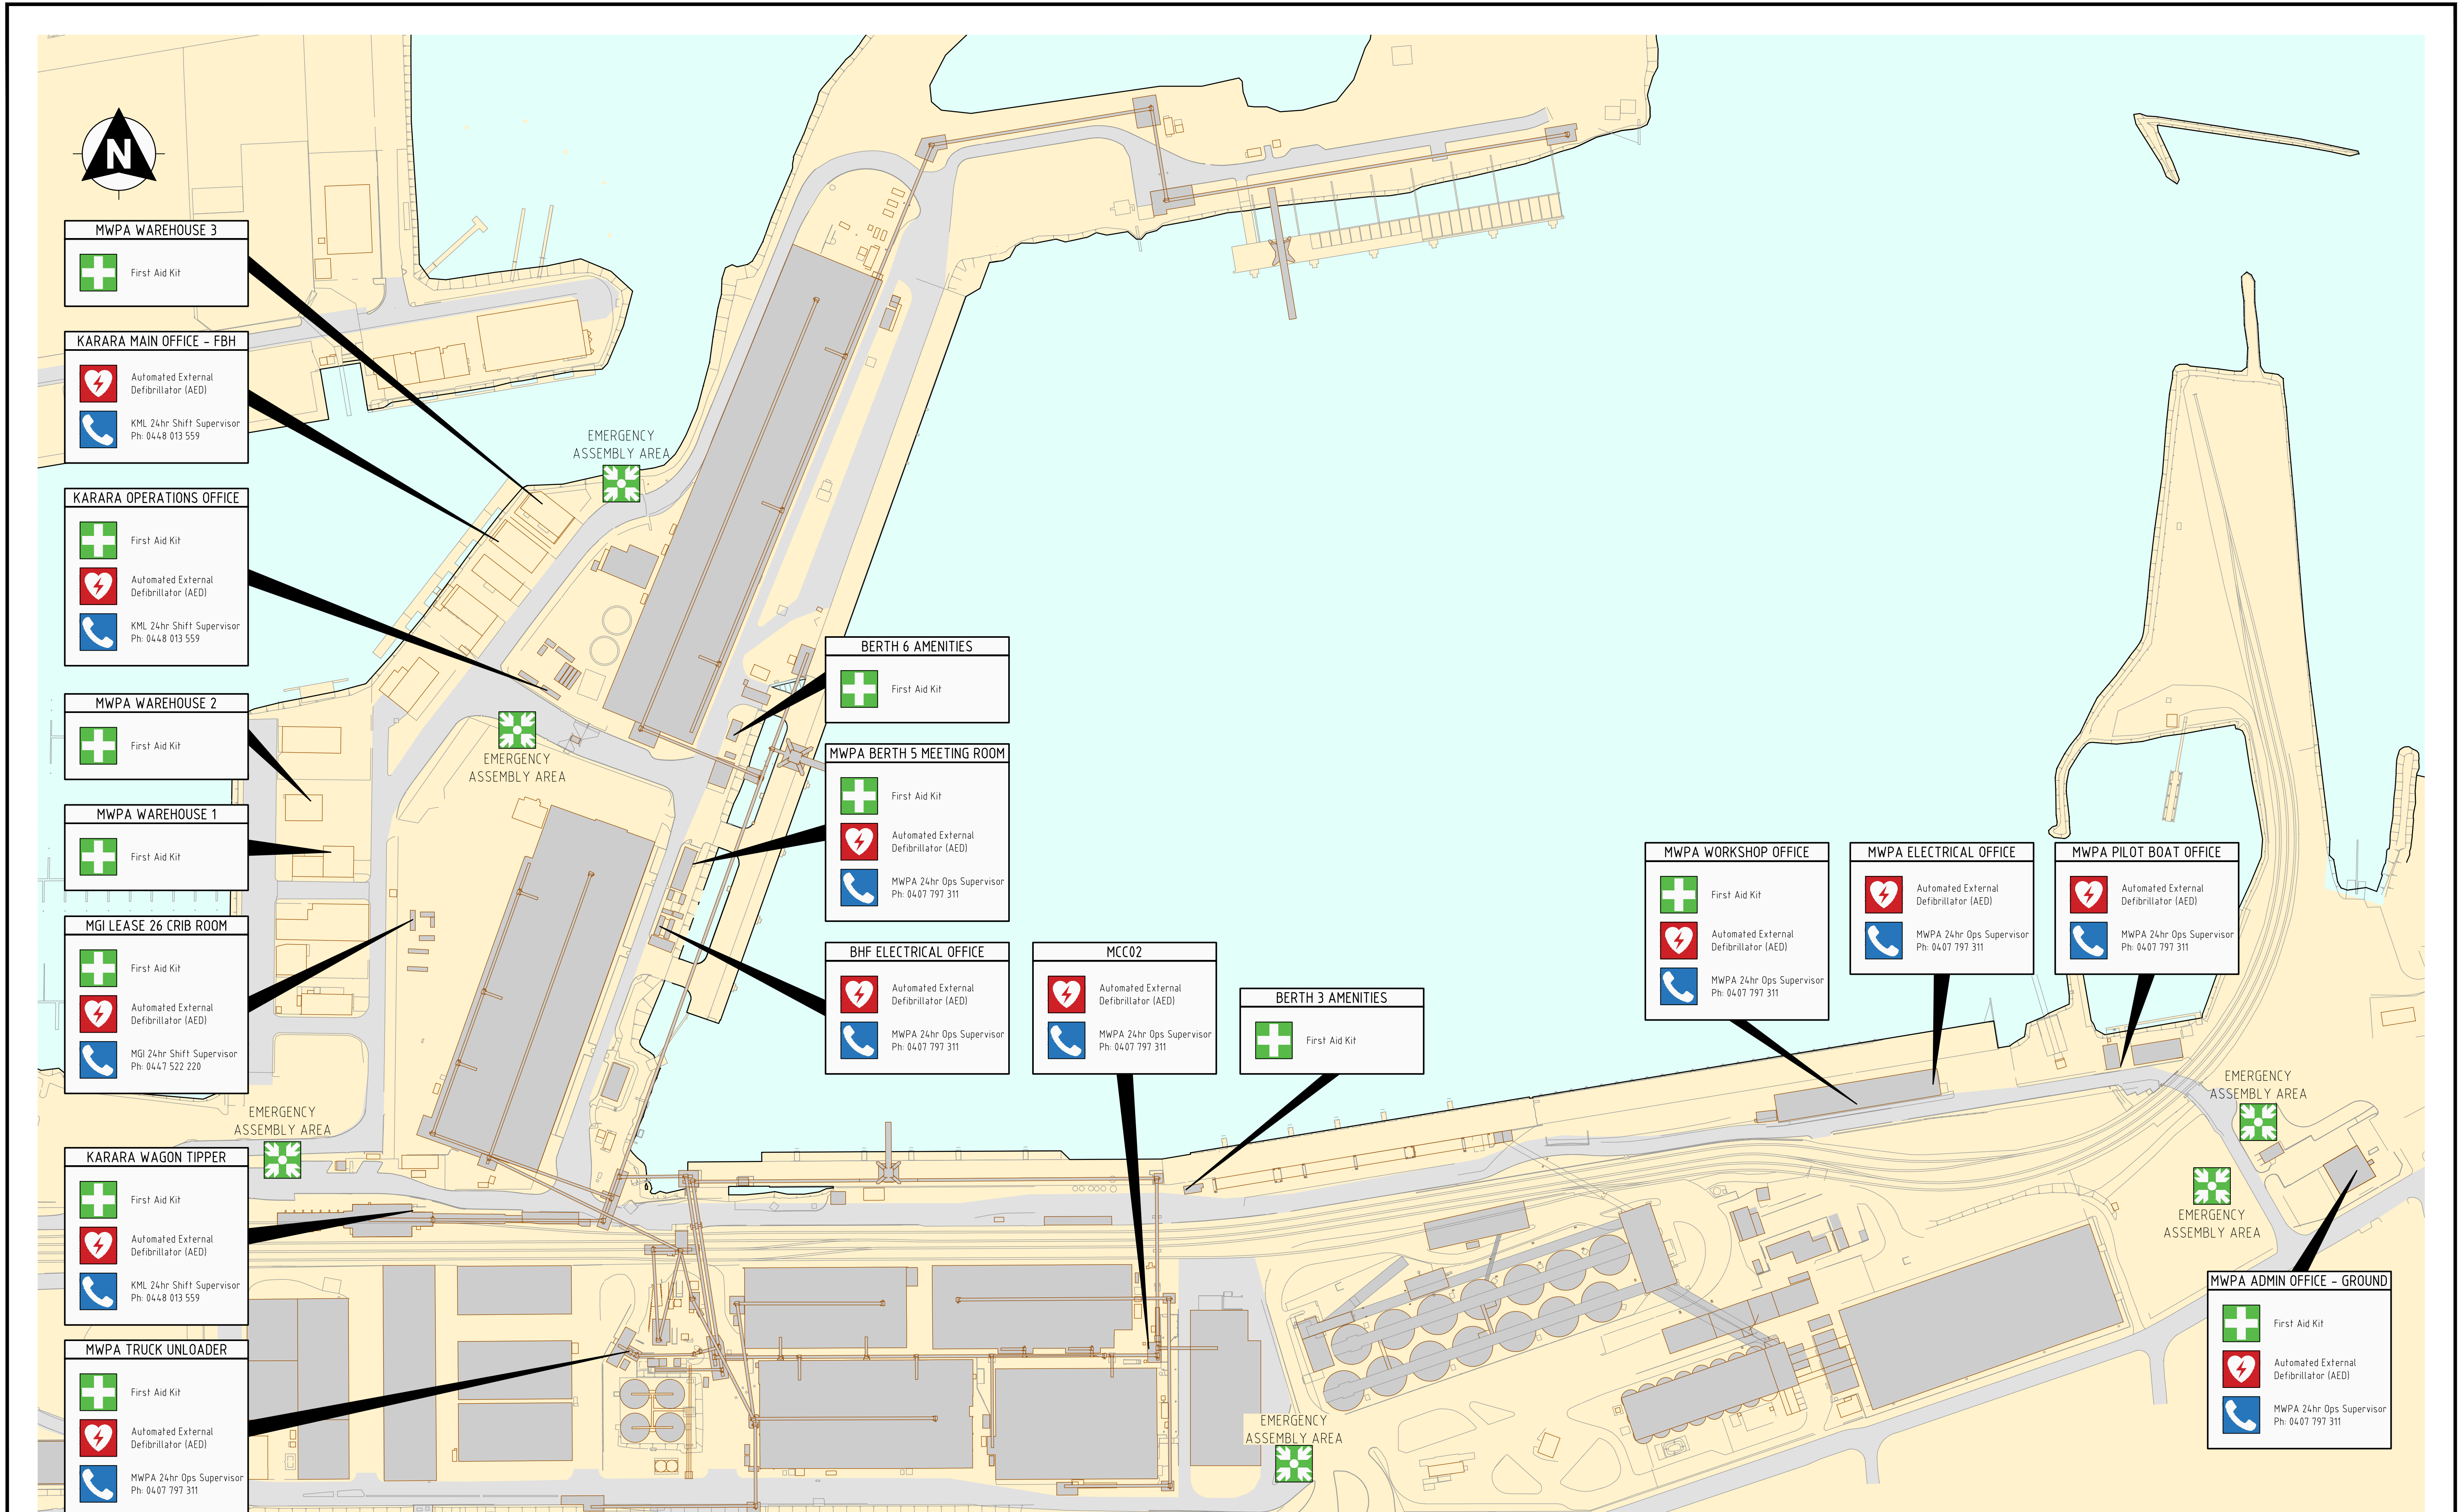 N
MWPA WAREHOUSE 3
First Aid Kit
KARARA MAIN OFFICE - FBH
Automated External
Defibrillator (AED)
KML 24hr Shift Supervisor
Ph: 0448 013 559
KARARA OPERATIONS OFFICE
First Aid Kit
Automated External
Defibrillator (AED)
KML 24hr Shift Supervisor
Ph: 0448 013 559
MWPA WAREHOUSE 2
First Aid Kit
MWPA WAREHOUSE 1
First Aid Kit
MGI LEASE 26 CRIB ROOM
First Aid Kit
Automated External
Defibrillator (AED)
MGI 24hr Shift Supervisor
Ph: 0447 522 220
EMERGENCY
ASSEMBLY AREA
KARARA WAGON TIPPER
First Aid Kit
Automated External
Defibrillator (AED)
KML 24hr Shift Supervisor
Ph: 0448 013 559
MWPA TRUCK UNLOADER
First Aid Kit
Automated External
Defibrillator (AED)
MWPA 24hr Ops Supervisor
Ph: 0407 797 311
EMERGENCY
ASSEMBLY AREA
EMERGENCY
ASSEMBLY AREA
BERTH 6 AMENITIES
First Aid Kit
MWPA BERTH 5 MEETING ROOM
First Aid Kit
Automated External
Defibrillator (AED)
MWPA 24hr Ops Supervisor
Ph: 0407 797 311
BHF ELECTRICAL OFFICE
Automated External
Defibrillator (AED)
MWPA 24hr Ops Supervisor
Ph: 0407 797 311
MCC02
Automated External
Defibrillator (AED)
MWPA 24hr Ops Supervisor
Ph: 0407 797 311
BERTH 3 AMENITIES
First Aid Kit
MWPA WORKSHOP OFFICE
First Aid Kit
Automated External
Defibrillator (AED)
MWPA 24hr Ops Supervisor
Ph: 0407 797 311
MWPA ELECTRICAL OFFICE
Automated External
Defibrillator (AED)
MWPA 24hr Ops Supervisor
Ph: 0407 797 311
MWPA PILOT BOAT OFFICE
Automated External
Defibrillator (AED)
MWPA 24hr Ops Supervisor
Ph: 0407 797 311
EMERGENCY
ASSEMBLY AREA
EMERGENCY
ASSEMBLY AREA
MWPA ADMIN OFFICE - GROUND
First Aid Kit
Automated External
Defibrillator (AED)
MWPA 24hr Ops Supervisor
Ph: 0407 797 311
EMERGENCY
ASSEMBLY AREA